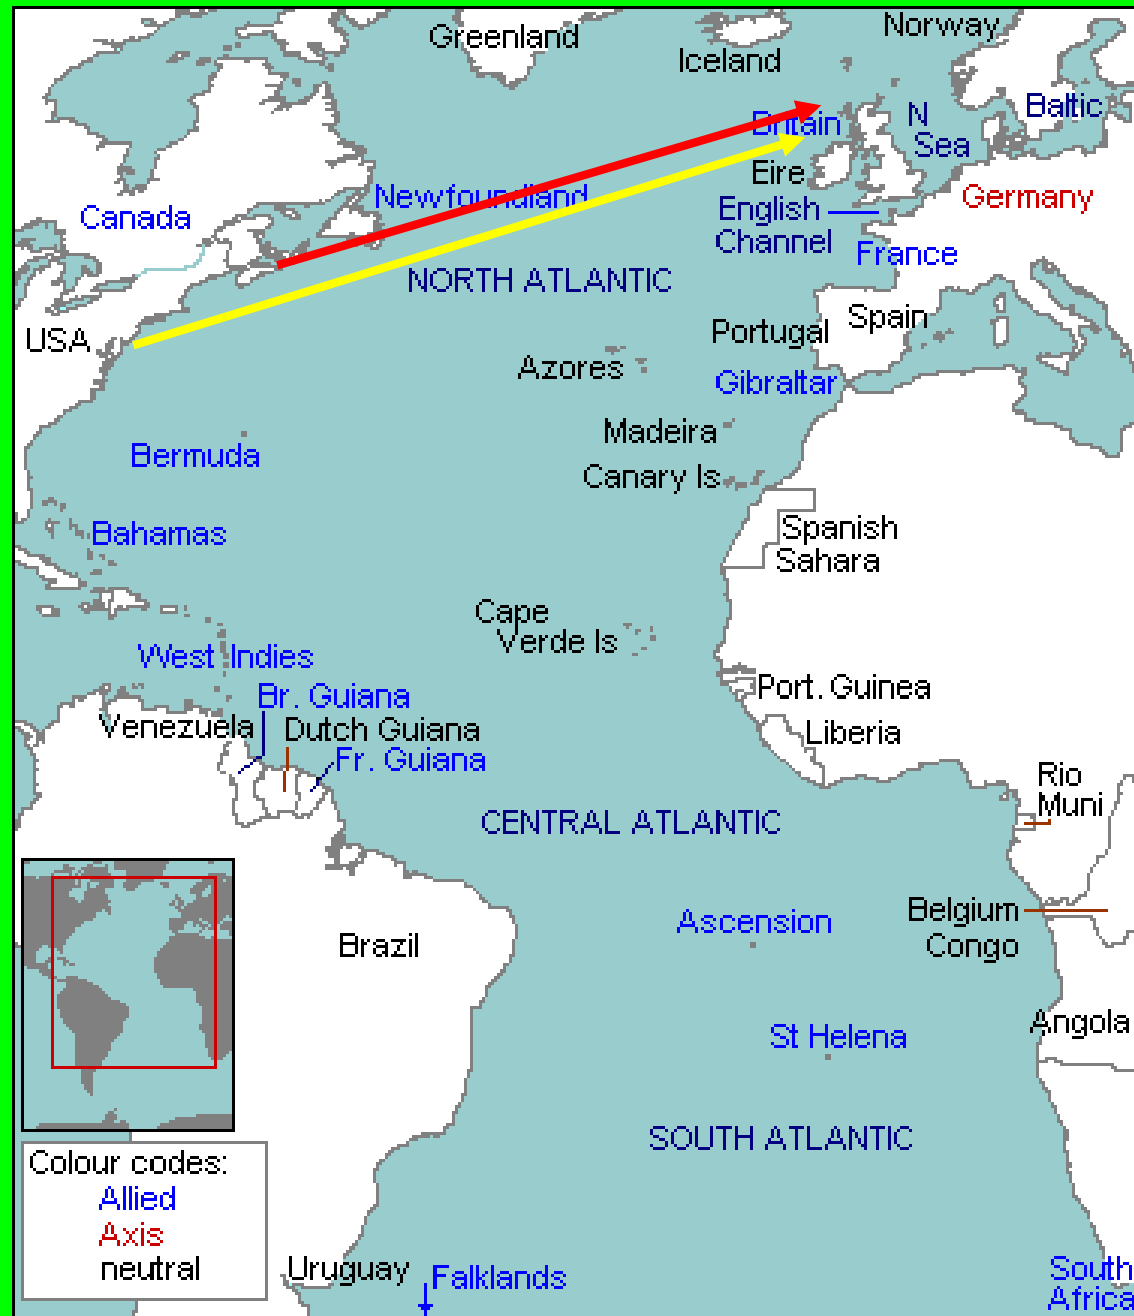 Greenland
Norway
Iceland
Baltic
N
Sea
Britain
Eire
Newfoundland
Germany
Canada
English
Channel
France
NORTH ATLANTIC
USA
Portugal
Spain
Azores
Gibraltar
Madeira
Bermuda
Canary Is
Bahamas
Spanish
Sahara
Cape
Verde Is
West Indies
Port. Guinea
Br. Guiana
Venezuela
Dutch Guiana
Liberia
Fr. Guiana
Rio
Muni
CENTRAL ATLANTIC
Belgium
Congo
Ascension
Brazil
Angola
St Helena
SOUTH ATLANTIC
Colour codes:
Allied
Axis
neutral
Uruguay
Falklands
South
Africa